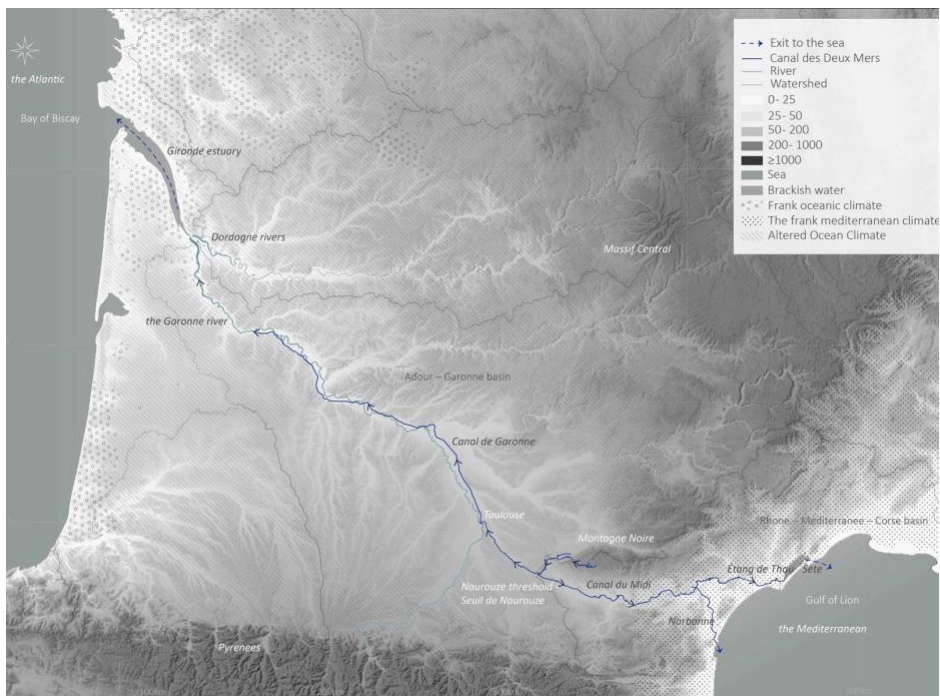 Exit to the sea
Canal des Deux Mers
River
Watershed
0- 25
25- 50
50- 200
200- 1000
≥1000
Sea
Brackish water
Frank oceanic climate
The frank mediterranean climate
Altered Ocean Climate
the Atlantic
Bay of Biscay
Gironde estuary
Dordogne rivers
Massif Central
the Garonne river
Adour – Garonne basin
Canal de Garonne
Toulouse
Rhone – Mediterranee – Corse basin
Montagne Noire
Étang de Thau
Sète
Naurouze threshold
Seuil de Naurouze
Canal du Midi
Gulf of Lion
Narbonne
the Mediterranean
Pyrenees